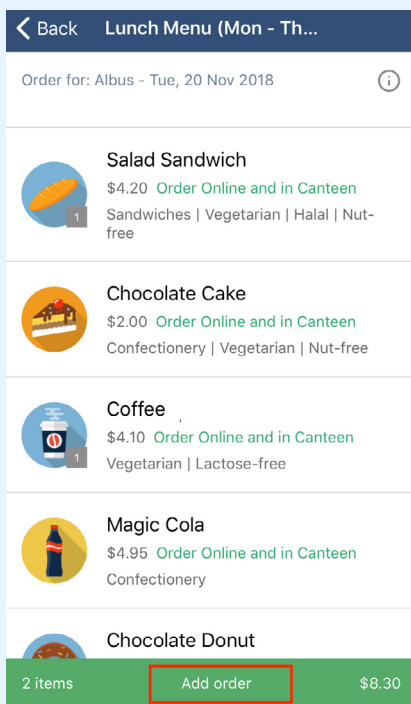 Back Lunch Menu (Mon - Th...
Order for: Albus - Tue, 20 Nov 2018
Salad Sandwich
$4.20 Order Online and in Canteen
1
Sandwiches | Vegetarian | Halal | Nut-
free
Chocolate Cake
$2.00 Order Online and in Canteen
Confectionery | Vegetarian | Nut-free
Coffee
$4.10 Order Online and in Canteen
1
Vegetarian | Lactose-free
Magic Cola
$4.95 Order Online and in Canteen
Confectionery
Chocolate Donut
2 items Add order $8.30